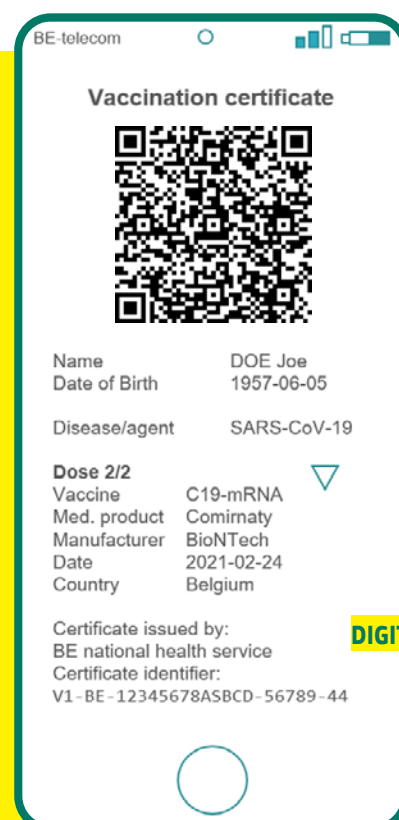 BE-telecom
Vaccination certificate
Name DOE Joe
Date of Birth 1957-06-05
Disease/agent SARS-CoV-19
Dose 2/2
Vaccine C19-mRNA
Med. product Comirnaty
Manufacturer BioNTech
Date 2021-02-24
Country Belgium
Certificate issued by:
BE national health service
DIGIT
Certificate identifier:
V1-BE-12345678ASBCD-56789-44